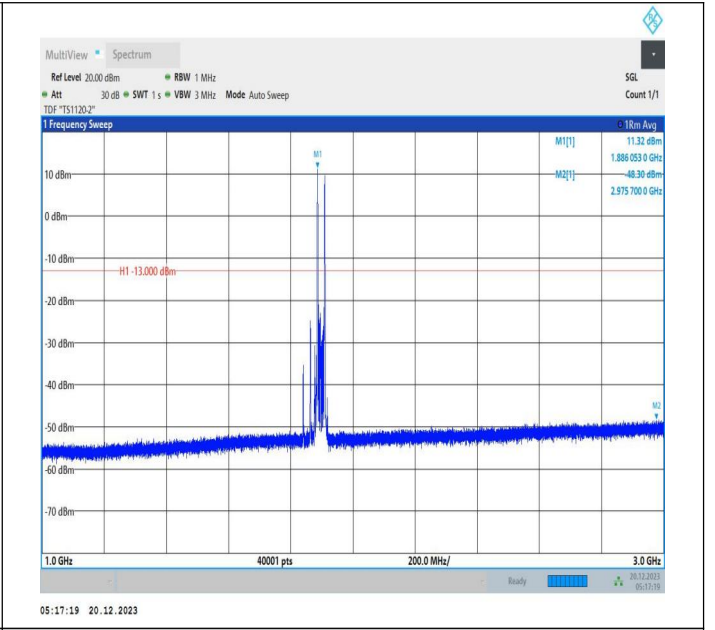 MultiView Spectrum
Ref Level 20.00 dBm RBW 1 MHz SGL
Att 30 dB SWT 1 s VBW 3 MHz Mode Auto Sweep Count 1/1
TDF "TS1120-2"
1 Frequency Sweep 1Rm Avg
M1[1] 11.32 dBm
1.886 053 0 GHz
M2[1] -48.30 dBm
2.975 700 0 GHz
M1
10 dBm
0 dBm
-10 dBm
H1 -13.000 dBm
-20 dBm
-30 dBm
-40 dBm
M2
-50 dBm
-60 dBm
-70 dBm
1.0 GHz 40001 pts 200.0 MHz/ 3.0 GHz
Ready 20.12.2023
05:17:19
05:17:19 20.12.2023